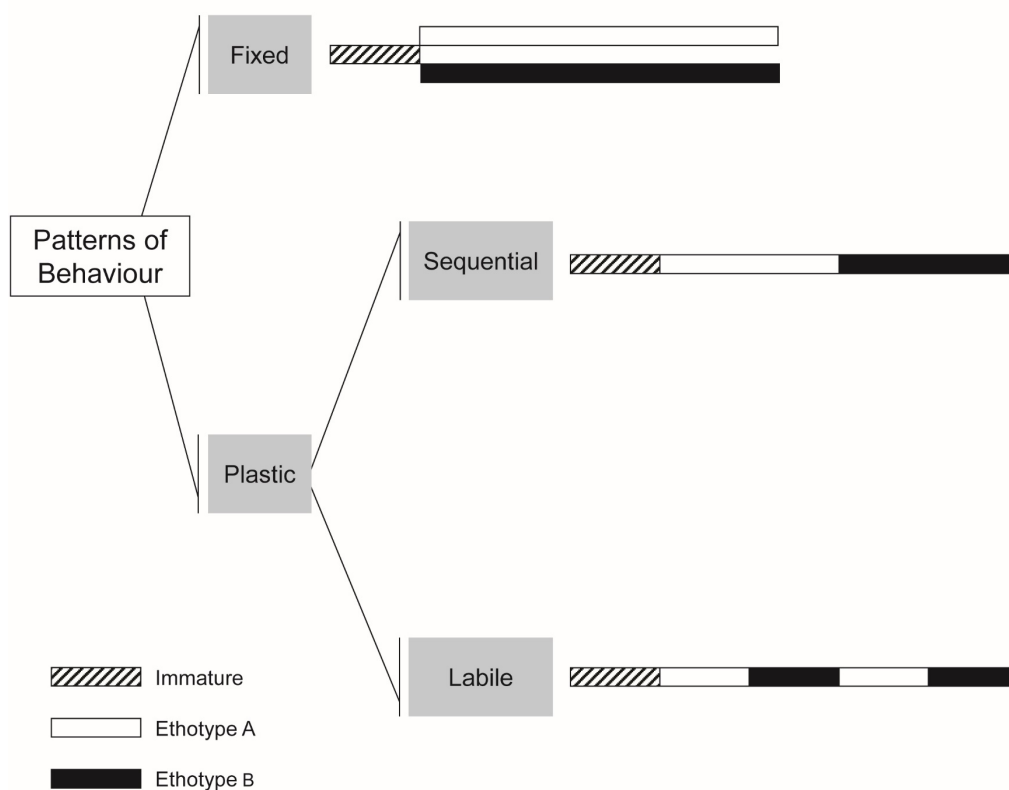 Fixed
Patterns of
Behaviour
Sequential
Plastic
Labile
Immature
Ethotype A
Ethotype B